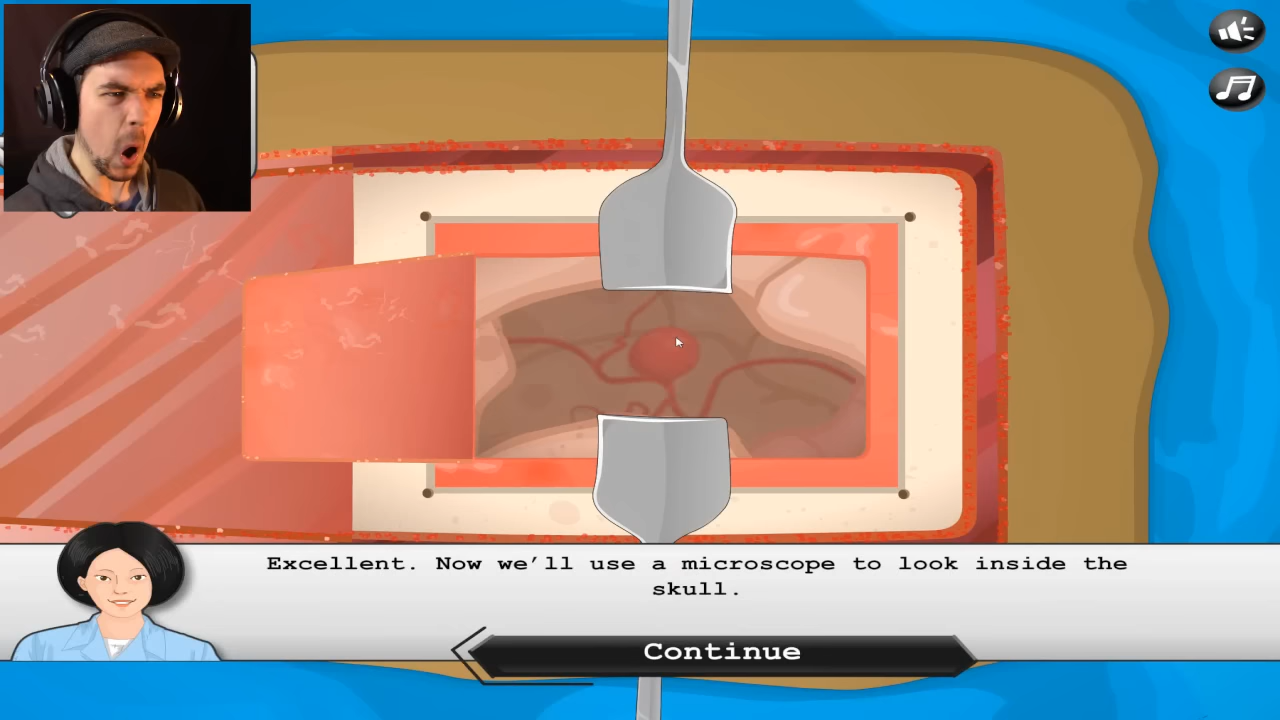 Excellent. Now we’ll use a microscope to look inside the
skull.
Continue